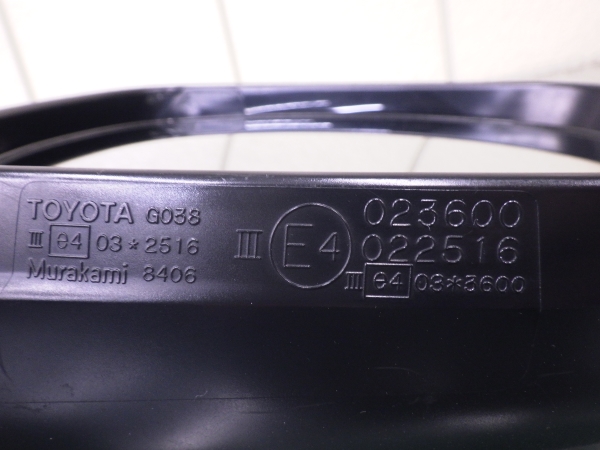 TOYOTA G038
III e4 03*2516
Murakami 8406
III E4
023600
022516
III e4 03*3600